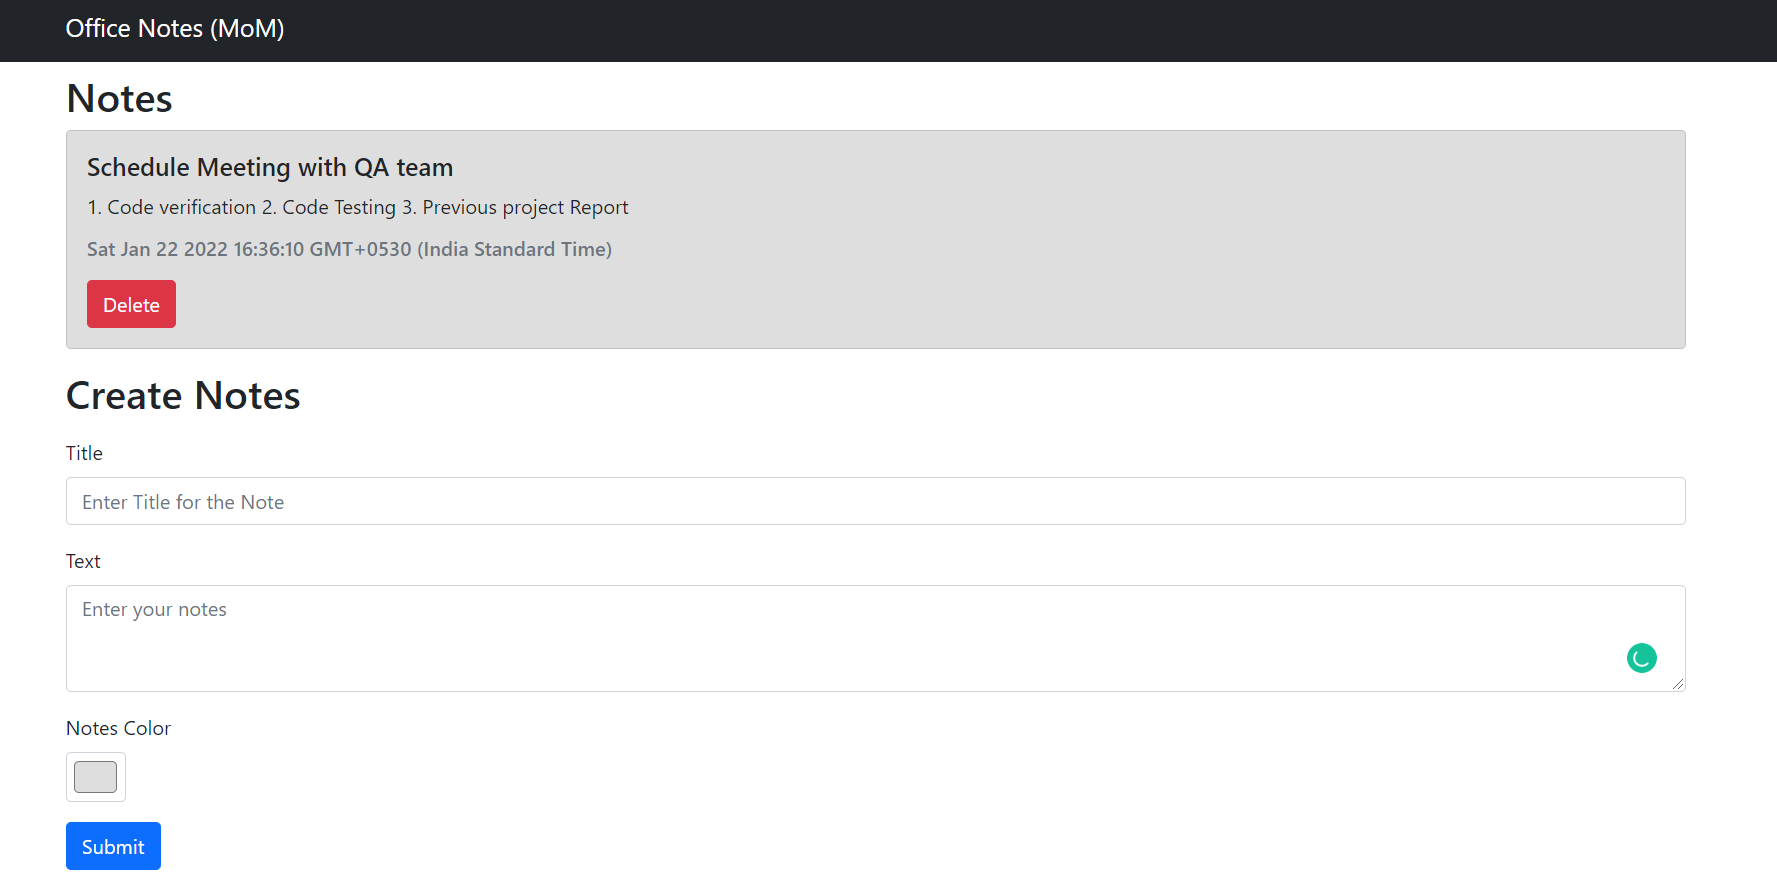 Office Notes (MoM)
Notes
Schedule Meeting with QA team
1. Code verification 2. Code Testing 3. Previous project Report
Sat Jan 22 2022 16:36:10 GMT+0530 (India Standard Time)
Delete
Create Notes
Title
Enter Title for the Note
Text
Enter your notes
Notes Color
Submit